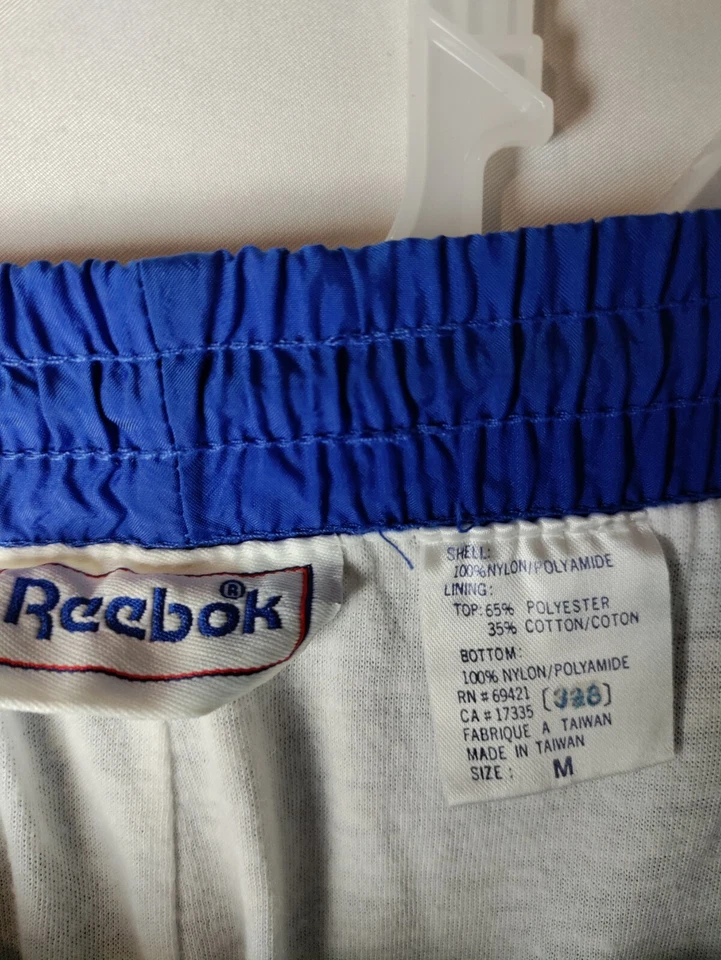 Reebok®
SHELL:
100% NYLON/POLYAMIDE
LINING:
TOP: 65% POLYESTER
35% COTTON/COTON
BOTTOM:
100% NYLON/POLYAMIDE
RN # 69421 [328]
CA # 17335
FABRIQUE A TAIWAN
MADE IN TAIWAN
SIZE : M